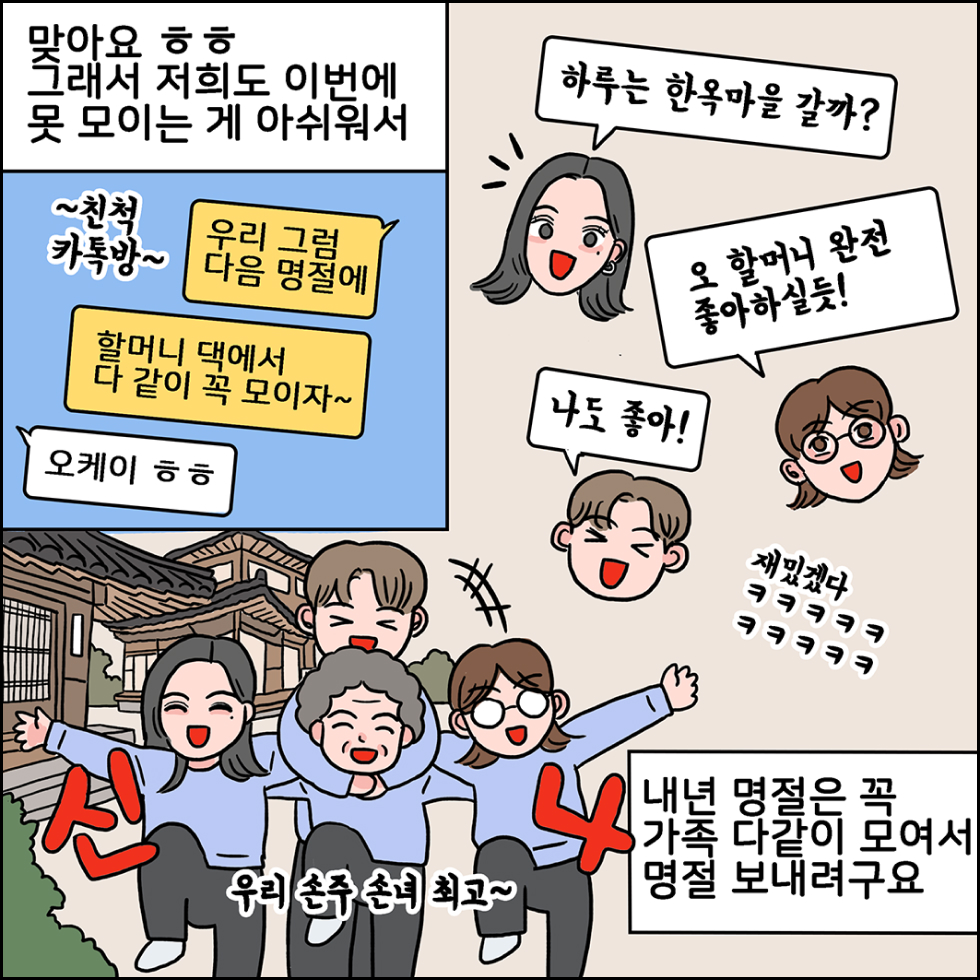 맞아요 ㅎㅎ
그래서 저희도 이번에
못 모이는 게 아쉬워서
~친척
카톡방~
우리 그럼
다음 명절에
할머니 댁에서
다 같이 꼭 모이자~
오케이 ㅎㅎ
하루는 한옥마을 갈까?
오 할머니 완전
좋아하실듯!
나도 좋아!
재밌겠다
ㅋㅋㅋㅋㅋ
ㅋㅋㅋㅋㅋ
신나
우리 손주 손녀 최고~
내년 명절은 꼭
가족 다같이 모여서
명절 보내려구요